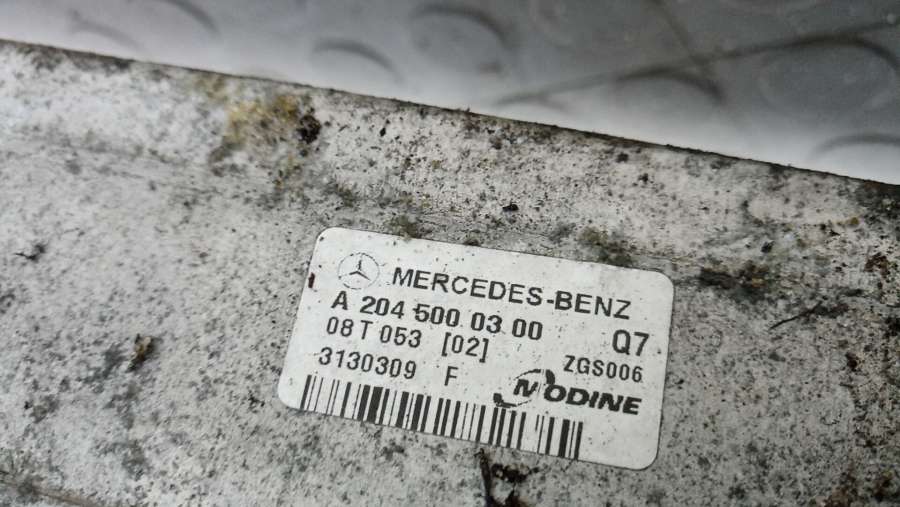 MERCEDES-BENZ
A 204 500 03 00 Q7
08 T 053 [02] ZGS006
3130309 F MODINE